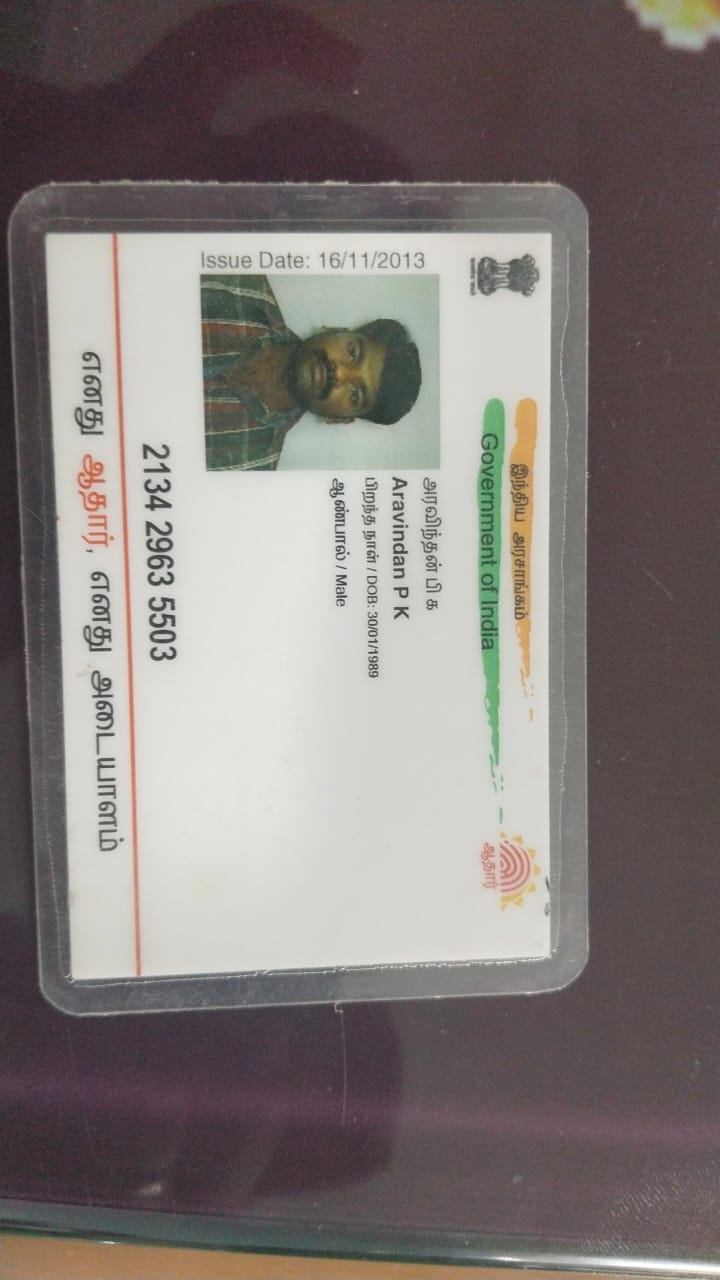 இந்திய அரசாங்கம்
Government of India
ஆதார்
Issue Date: 16/11/2013
அரவிந்தன் பி க
Aravindan P K
பிறந்த நாள் / DOB: 30/01/1989
ஆண்பால் / Male
2134 2963 5503
எனது ஆதார், எனது அடையாளம்